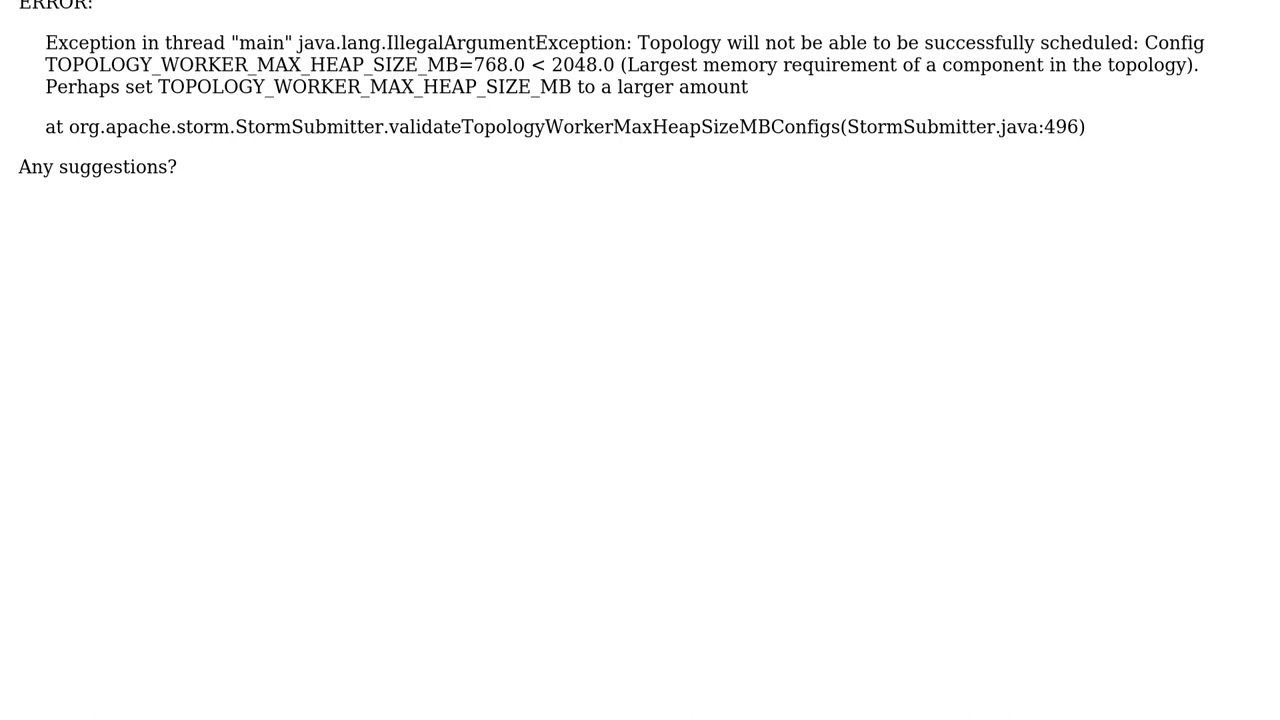 ERROR:
Exception in thread "main" java.lang.IllegalArgumentException: Topology will not be able to be successfully scheduled: Config
TOPOLOGY_WORKER_MAX_HEAP_SIZE_MB=768.0 < 2048.0 (Largest memory requirement of a component in the topology).
Perhaps set TOPOLOGY_WORKER_MAX_HEAP_SIZE_MB to a larger amount
at org.apache.storm.StormSubmitter.validateTopologyWorkerMaxHeapSizeMBConfigs(StormSubmitter.java:496)
Any suggestions?